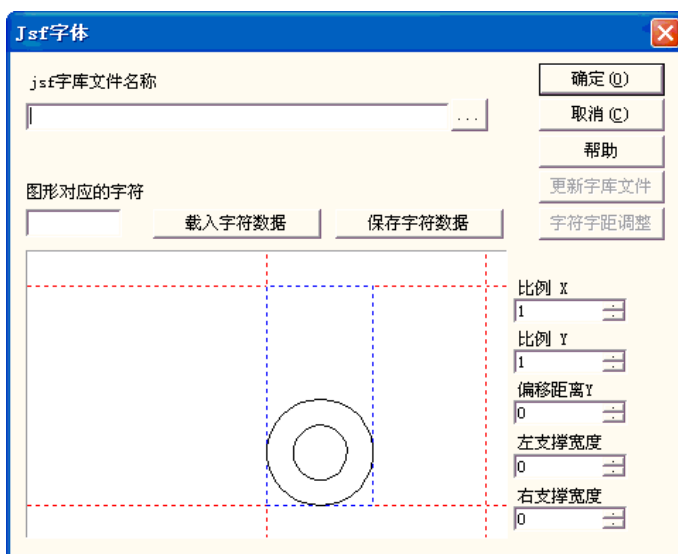 Jsf字体
jsf字库文件名称
...
确定(O)
取消(C)
帮助
更新字库文件
字符字距调整
图形对应的字符
载入字符数据
保存字符数据
比例 X
1
比例 Y
1
偏移距离Y
0
左支撑宽度
0
右支撑宽度
0